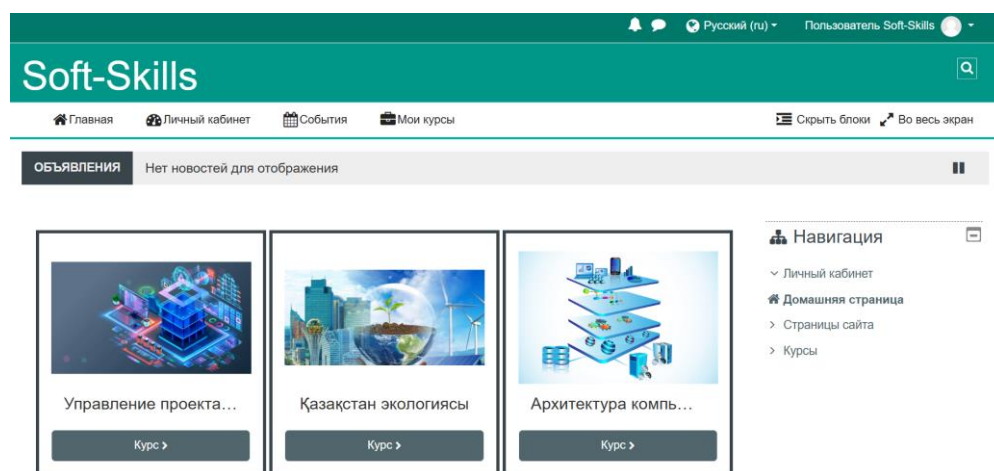 Русский (ru)
Пользователь Soft-Skills
Soft-Skills
Главная
Личный кабинет
События
Мои курсы
Скрыть блоки
Во весь экран
ОБЪЯВЛЕНИЯ
Нет новостей для отображения
Управление проекта...
Курс
Қазақстан экологиясы
Курс
Архитектура компь...
Курс
Навигация
Личный кабинет
Домашняя страница
Страницы сайта
Курсы